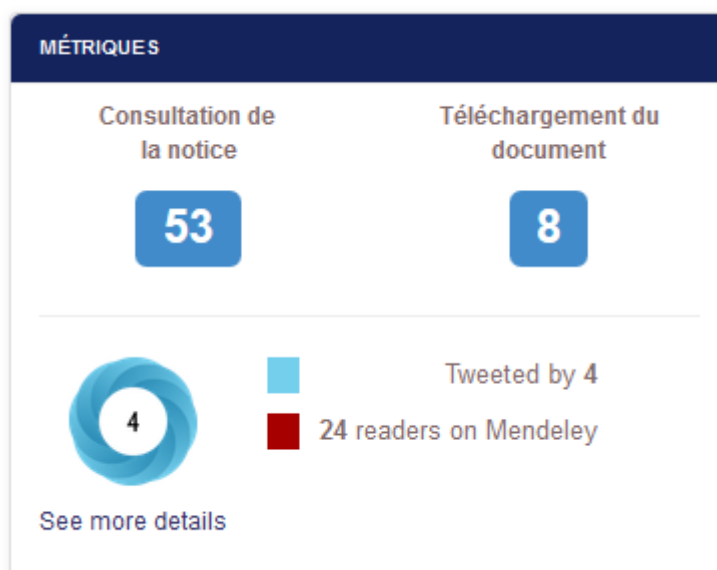 MÉTRIQUES
Consultation de
la notice
53
Téléchargement du
document
8
4
Tweeted by 4
24 readers on Mendeley
See more details